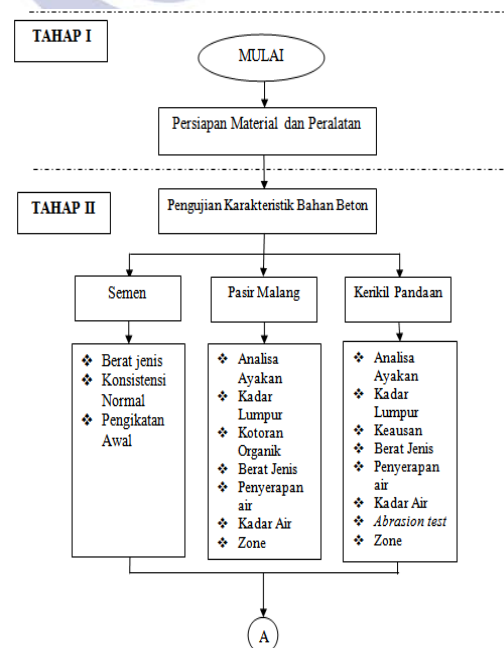 TAHAP I
MULAI
Persiapan Material dan Peralatan
TAHAP II
Pengujian Karakteristik Bahan Beton
Semen
❖ Berat jenis
❖ Konsistensi
Normal
❖ Pengikatan
Awal
Pasir Malang
❖ Analisa
Ayakan
❖ Kadar
Lumpur
❖ Kotoran
Organik
❖ Berat Jenis
❖ Penyerapan
air
❖ Kadar Air
❖ Zone
Kerikil Pandaan
❖ Analisa
Ayakan
❖ Kadar
Lumpur
❖ Keausan
❖ Berat Jenis
❖ Penyerapan
air
❖ Kadar Air
❖ Abrasion test
❖ Zone
A